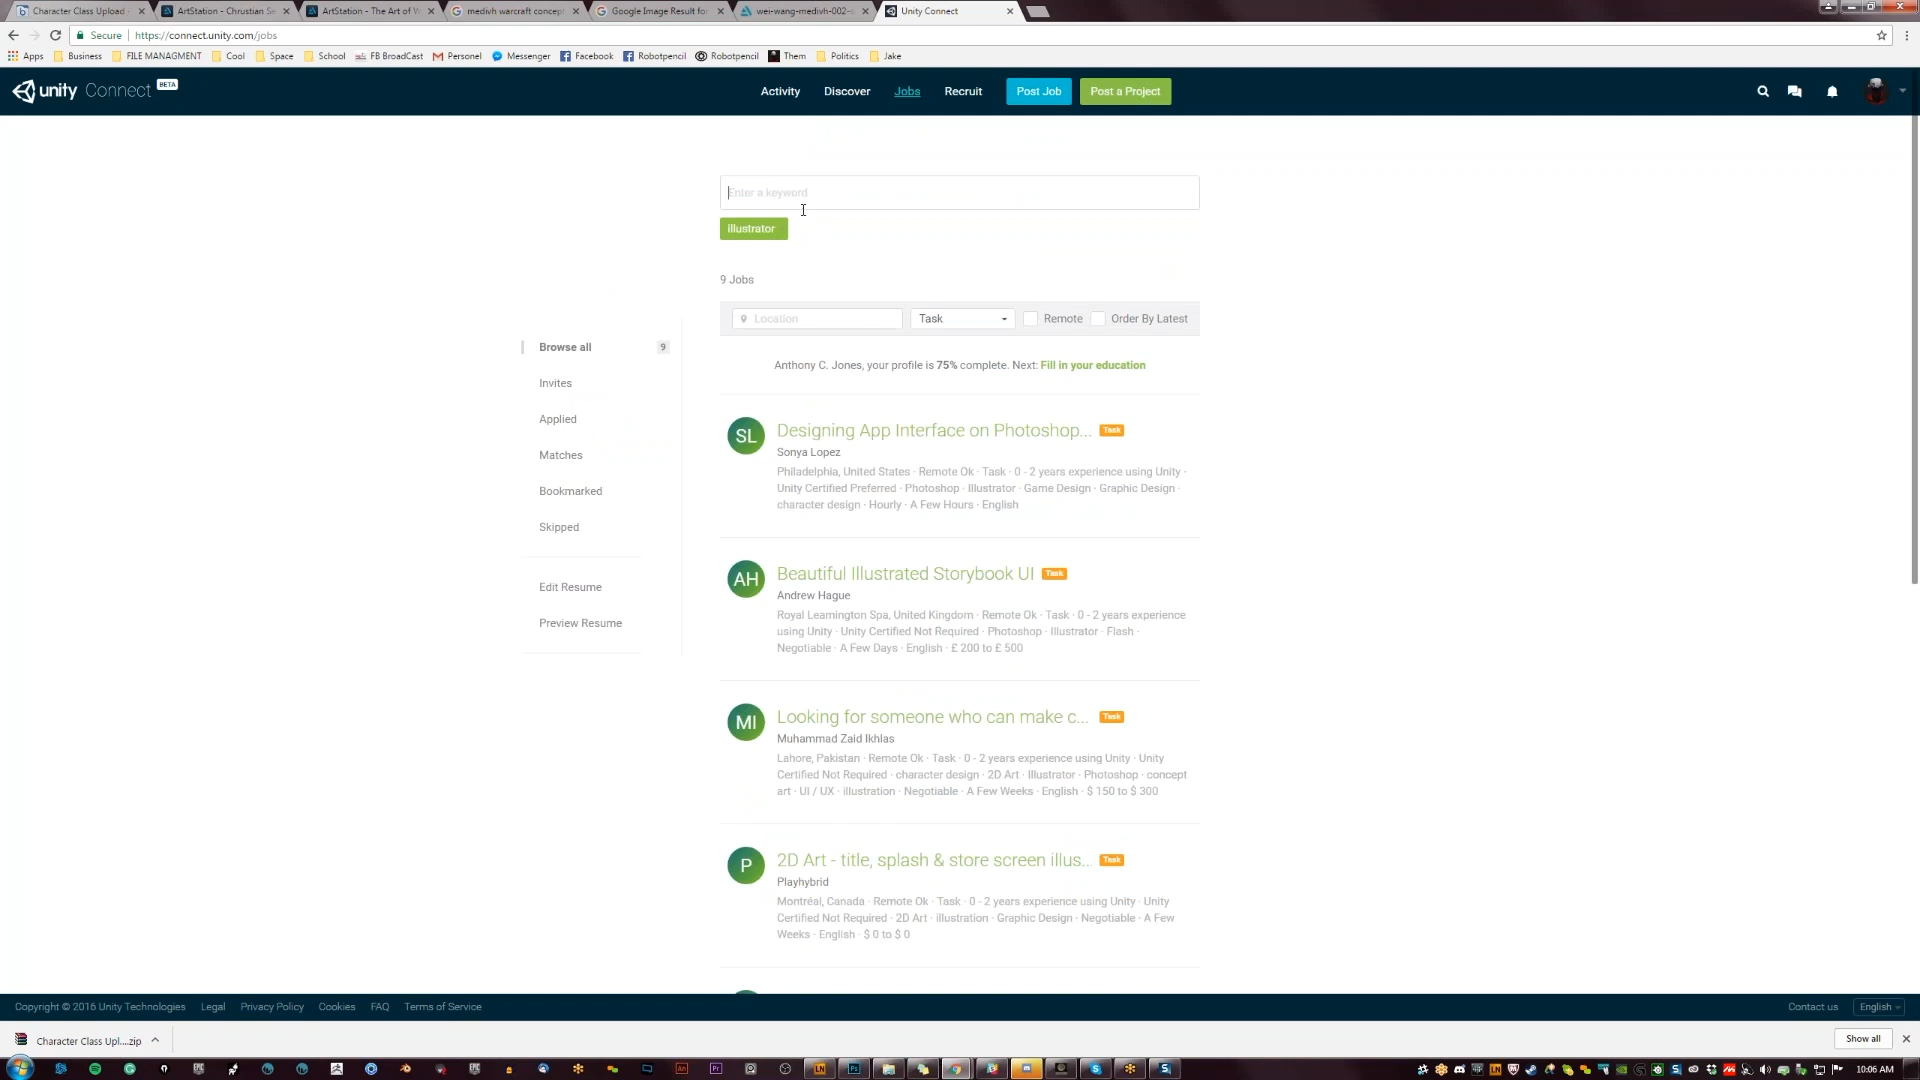 Character Class Upload -
ArtStation - Chrustian Se
ArtStation - The Art of W
medivh warcraft concep
Google Image Result for
wei-wang-medivh-002-
Unity Connect
Secure
https://connect.unity.com/jobs
Apps
Business
FILE MANAGMENT
Cool
Space
School
FB BroadCast
Personel
Messenger
Facebook
Robotpencil
Robotpencil
Them
Politics
Jake
unity Connect BETA
Activity
Discover
Jobs
Recruit
Post Job
Post a Project
Enter a keyword
illustrator
9 Jobs
Location
Task
Remote
Order By Latest
Browse all 9
Invites
Applied
Matches
Bookmarked
Skipped
Edit Resume
Preview Resume
Anthony C. Jones, your profile is 75% complete. Next: Fill in your education
SL
Designing App Interface on Photoshop... Task
Sonya Lopez
Philadelphia, United States · Remote Ok · Task · 0 - 2 years experience using Unity ·
Unity Certified Preferred · Photoshop · Illustrator · Game Design · Graphic Design ·
character design · Hourly · A Few Hours · English
AH
Beautiful Illustrated Storybook UI Task
Andrew Hague
Royal Leamington Spa, United Kingdom · Remote Ok · Task · 0 - 2 years experience
using Unity · Unity Certified Not Required · Photoshop · Illustrator · Flash ·
Negotiable · A Few Days · English · £ 200 to £ 500
MI
Looking for someone who can make c... Task
Muhammad Zaid Ikhlas
Lahore, Pakistan · Remote Ok · Task · 0 - 2 years experience using Unity · Unity
Certified Not Required · character design · 2D Art · Illustrator · Photoshop · concept
art · UI / UX · illustration · Negotiable · A Few Weeks · English · $ 150 to $ 300
P
2D Art - title, splash & store screen illus... Task
Playhybrid
Montréal, Canada · Remote Ok · Task · 0 - 2 years experience using Unity · Unity
Certified Not Required · 2D Art · illustration · Graphic Design · Negotiable · A Few
Weeks · English · $ 0 to $ 0
Copyright © 2016 Unity Technologies
Legal
Privacy Policy
Cookies
FAQ
Terms of Service
Contact us
English
Character Class Upl....zip
Show all
10:06 AM